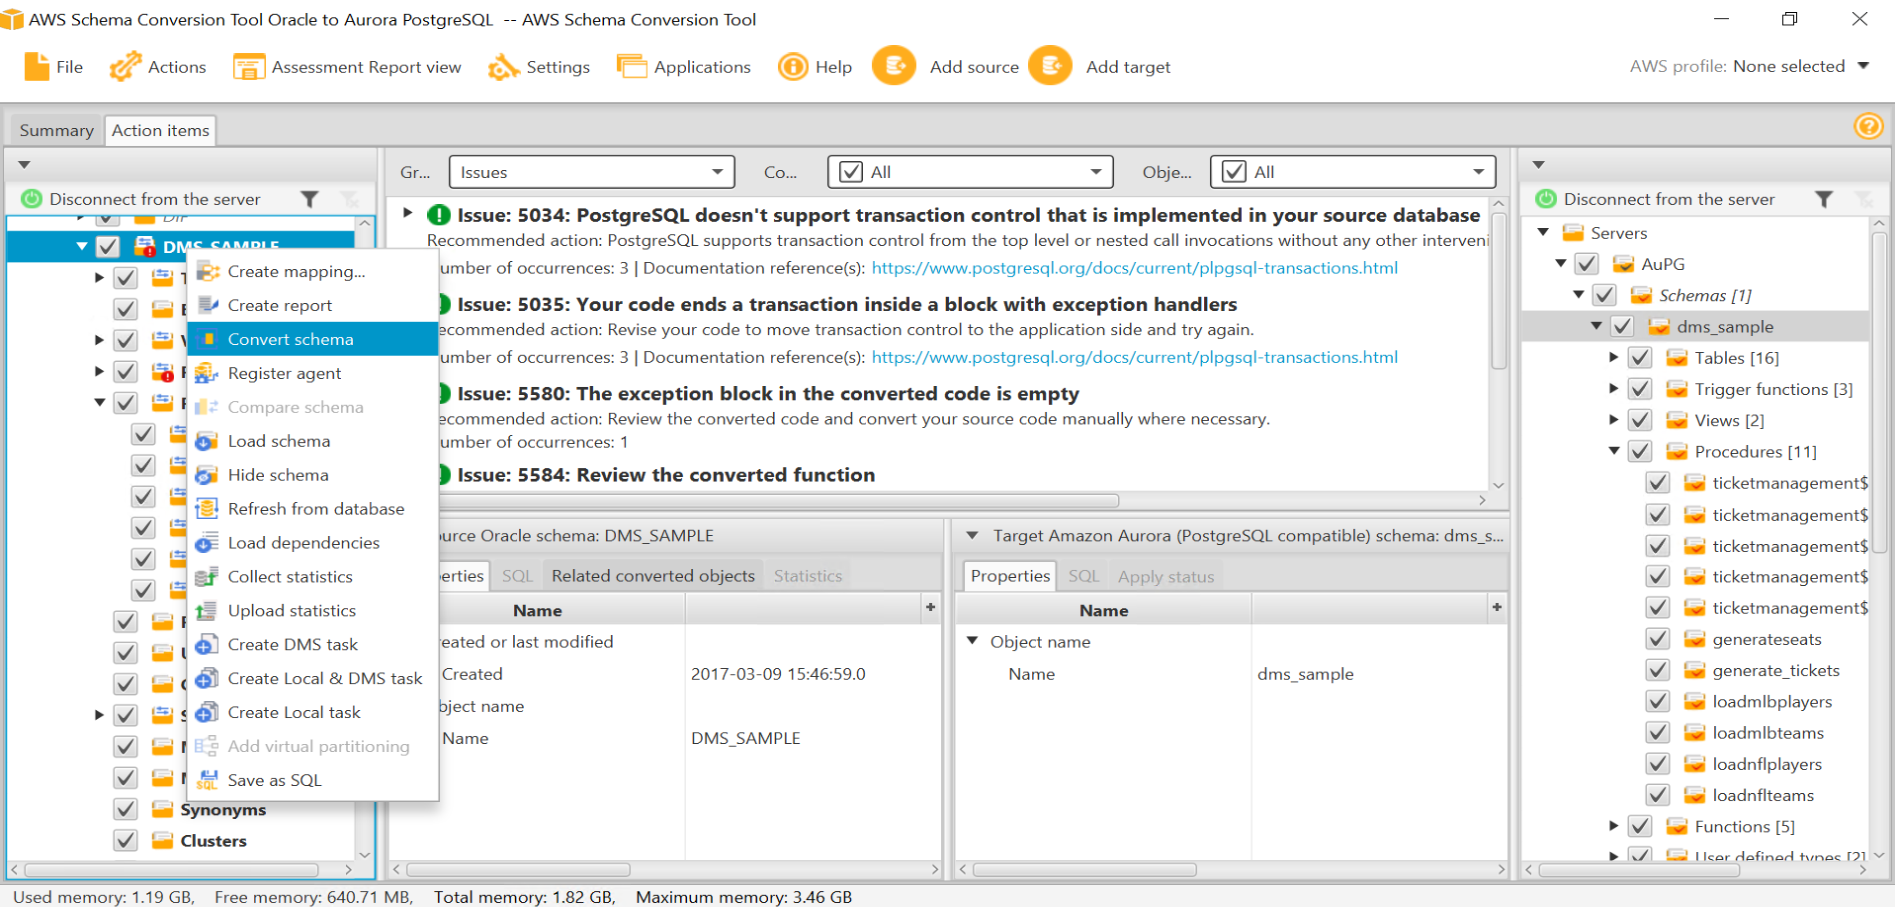 AWS Schema Conversion Tool Oracle to Aurora PostgreSQL -- AWS Schema Conversion Tool
File Actions Assessment Report view Settings Applications Help Add source Add target AWS profile: None selected
Summary Action items
Disconnect from the server
DIP
DMS_SAMPLE
Synonyms
Clusters
Create mapping...
Create report
Convert schema
Register agent
Compare schema
Load schema
Hide schema
Refresh from database
Load dependencies
Collect statistics
Upload statistics
Create DMS task
Create Local & DMS task
Create Local task
Add virtual partitioning
Save as SQL
Gr... Issues Co... All Obje... All
Issue: 5034: PostgreSQL doesn't support transaction control that is implemented in your source database
Recommended action: PostgreSQL supports transaction control from the top level or nested call invocations without any other interveni
umber of occurrences: 3 | Documentation reference(s): https://www.postgresql.org/docs/current/plpgsql-transactions.html
Issue: 5035: Your code ends a transaction inside a block with exception handlers
ecommended action: Revise your code to move transaction control to the application side and try again.
umber of occurrences: 3 | Documentation reference(s): https://www.postgresql.org/docs/current/plpgsql-transactions.html
Issue: 5580: The exception block in the converted code is empty
ecommended action: Review the converted code and convert your source code manually where necessary.
umber of occurrences: 1
Issue: 5584: Review the converted function
urce Oracle schema: DMS_SAMPLE
erties SQL Related converted objects Statistics
Name +
reated or last modified
Created 2017-03-09 15:46:59.0
bject name
Name DMS_SAMPLE
Target Amazon Aurora (PostgreSQL compatible) schema: dms_s...
Properties SQL Apply status
Name +
Object name
Name dms_sample
Disconnect from the server
Servers
AuPG
Schemas [1]
dms_sample
Tables [16]
Trigger functions [3]
Views [2]
Procedures [11]
ticketmanagement$
ticketmanagement$
ticketmanagement$
ticketmanagement$
ticketmanagement$
generateseats
generate_tickets
loadmlbplayers
loadmlbteams
loadnflplayers
loadnflteams
Functions [5]
User defined types [2]
Used memory: 1.19 GB, Free memory: 640.71 MB, Total memory: 1.82 GB, Maximum memory: 3.46 GB